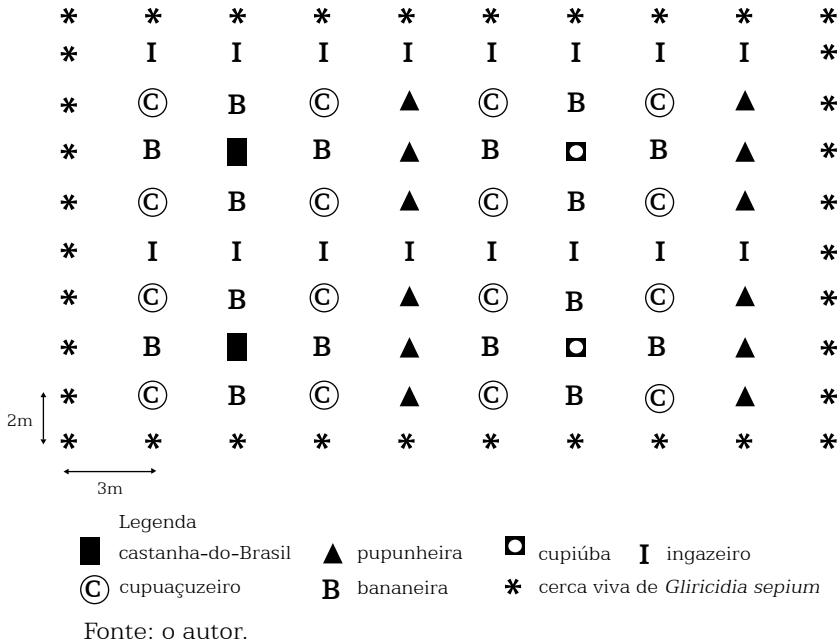 * * * * * * * * * *
* I I I I I I I I *
* C B C ▲ C B C ▲ *
* B ■ B ▲ B ◘ B ▲ *
* C B C ▲ C B C ▲ *
* I I I I I I I I *
* C B C ▲ C B C ▲ *
* B ■ B ▲ B ◘ B ▲ *
* C B C ▲ C B C ▲ *
2m
* * * * * * * * * *
3m
Legenda
■ castanha-do-Brasil ▲ pupunheira ◘ cupiúba I ingazeiro
C cupuaçuzeiro B bananeira * cerca viva de Gliricidia sepium
Fonte: o autor.